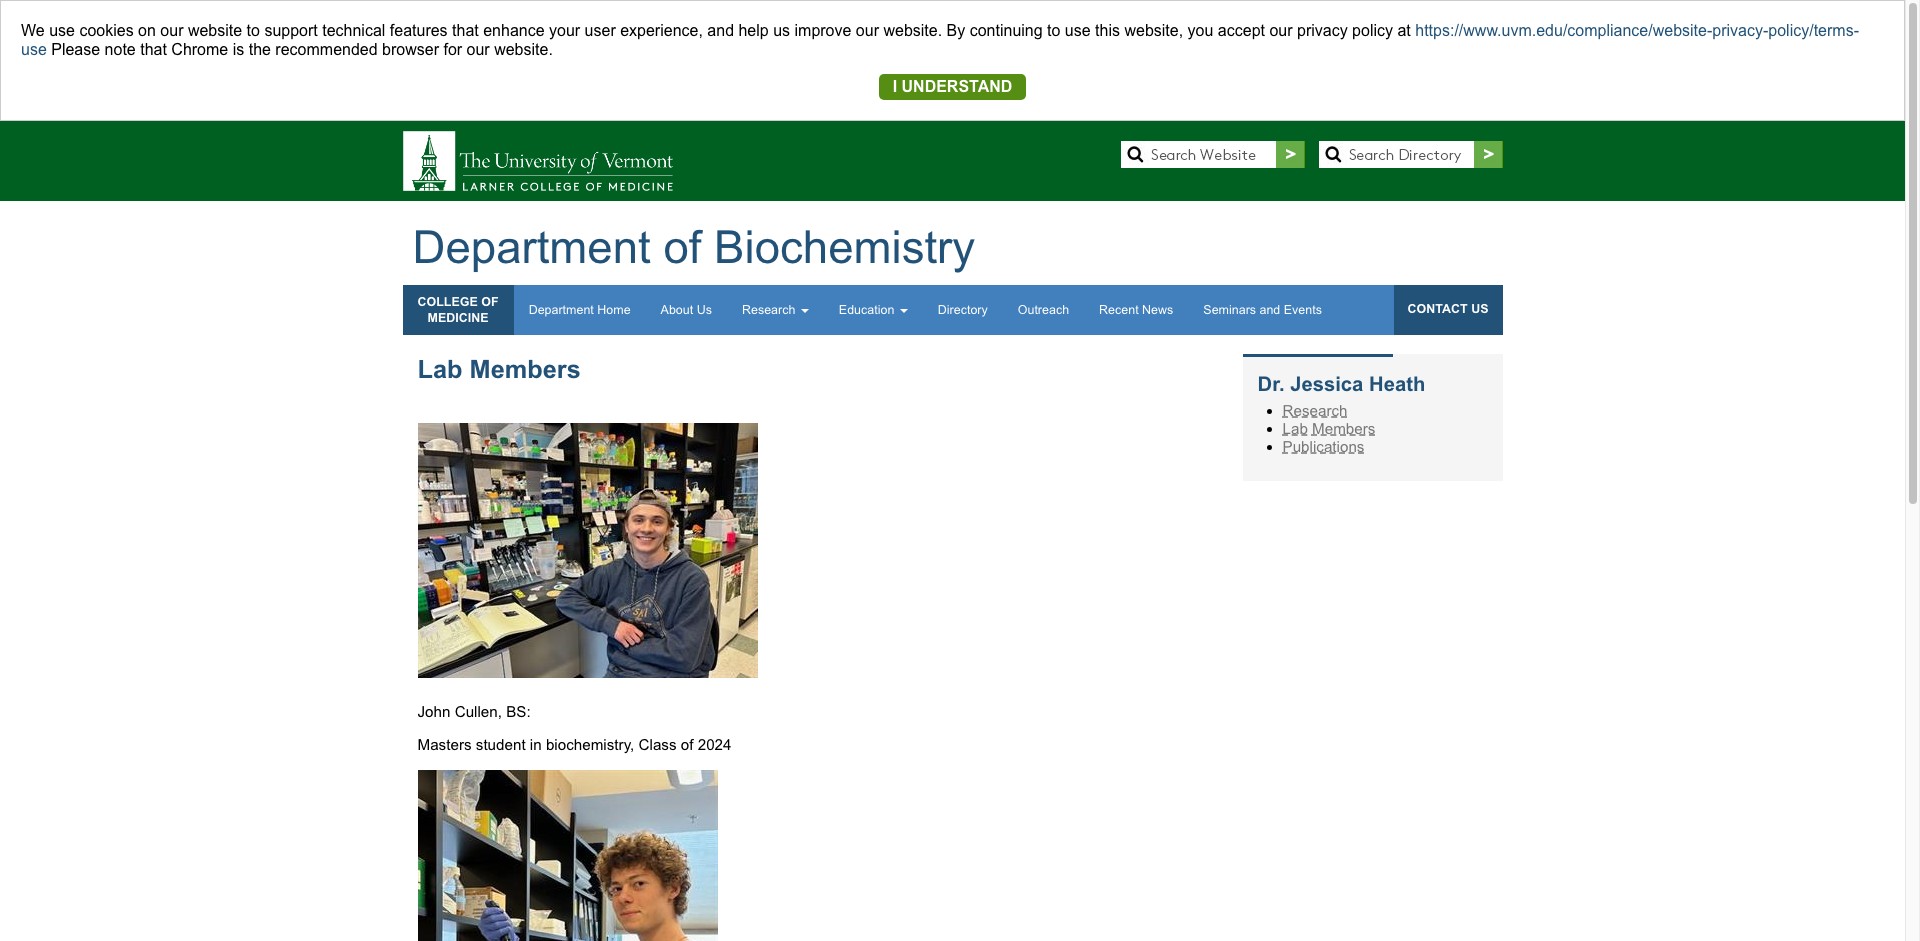 We use cookies on our website to support technical features that enhance your user experience, and help us improve our website. By continuing to use this website, you accept our privacy policy at https://www.uvm.edu/compliance/website-privacy-policy/terms-
use Please note that Chrome is the recommended browser for our website.
I UNDERSTAND
The University of Vermont
LARNER COLLEGE OF MEDICINE
Search Website >
Search Directory >
Department of Biochemistry
COLLEGE OF
MEDICINE
Department Home About Us Research Education Directory Outreach Recent News Seminars and Events
CONTACT US
Lab Members
SKI
John Cullen, BS:
Masters student in biochemistry, Class of 2024
Dr. Jessica Heath
Research
Lab Members
Publications